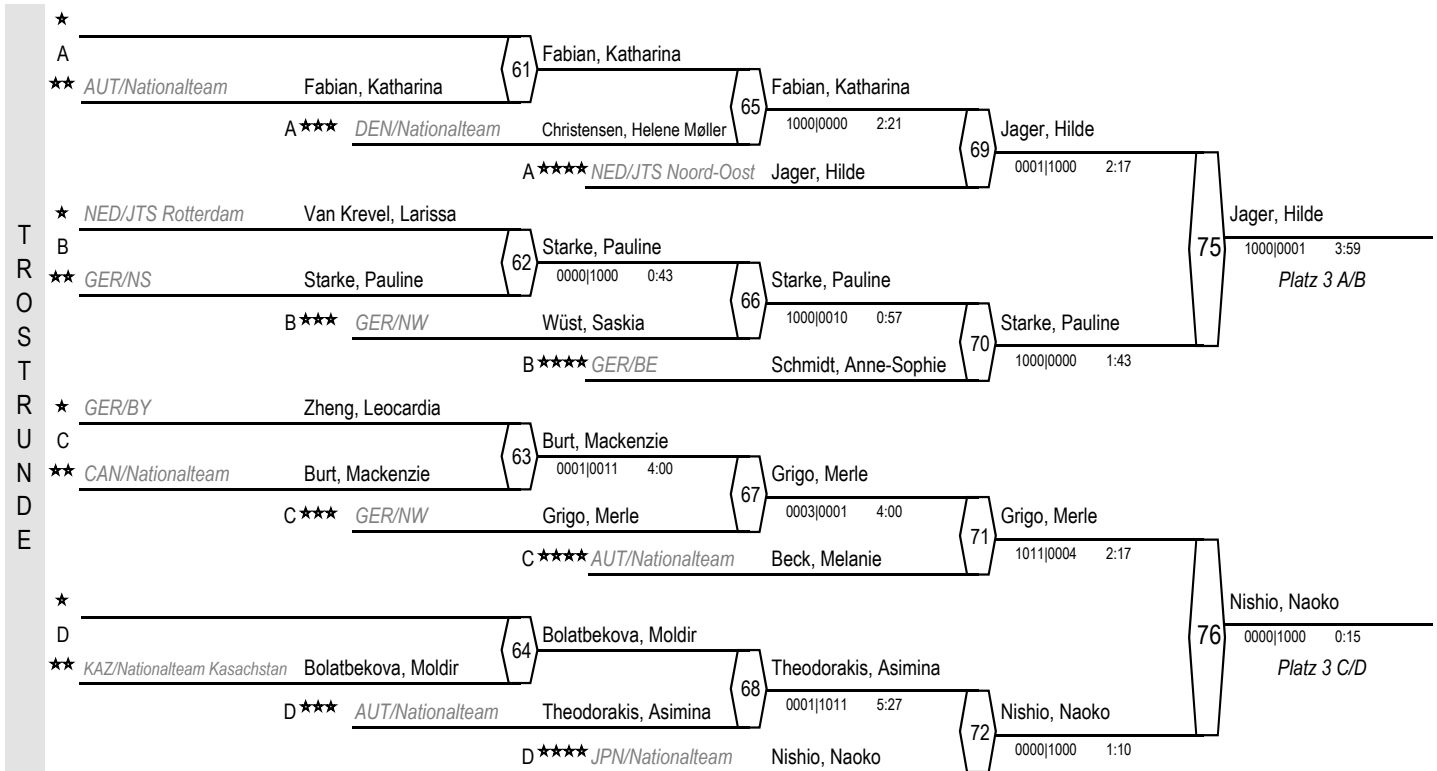 TROSTRUNDE
★
A
★★ AUT/Nationalteam Fabian, Katharina
61 Fabian, Katharina
A★★★ DEN/Nationalteam Christensen, Helene Møller
65 Fabian, Katharina
1000|0000 2:21
A★★★★ NED/JTS Noord-Oost Jager, Hilde
69 Jager, Hilde
0001|1000 2:17
★ NED/JTS Rotterdam Van Krevel, Larissa
B
★★ GER/NS Starke, Pauline
62 Starke, Pauline
0000|1000 0:43
B★★★ GER/NW Wüst, Saskia
66 Starke, Pauline
1000|0010 0:57
B★★★★ GER/BE Schmidt, Anne-Sophie
70 Starke, Pauline
1000|0000 1:43
75 Jager, Hilde
1000|0001 3:59
Platz 3 A/B
★ GER/BY Zheng, Leocardia
C
★★ CAN/Nationalteam Burt, Mackenzie
63 Burt, Mackenzie
0001|0011 4:00
C★★★ GER/NW Grigo, Merle
67 Grigo, Merle
0003|0001 4:00
C★★★★ AUT/Nationalteam Beck, Melanie
71 Grigo, Merle
1011|0004 2:17
★
D
★★ KAZ/Nationalteam Kasachstan Bolatbekova, Moldir
64 Bolatbekova, Moldir
D★★★ AUT/Nationalteam Theodorakis, Asimina
68 Theodorakis, Asimina
0001|1011 5:27
D★★★★ JPN/Nationalteam Nishio, Naoko
72 Nishio, Naoko
0000|1000 1:10
76 Nishio, Naoko
0000|1000 0:15
Platz 3 C/D